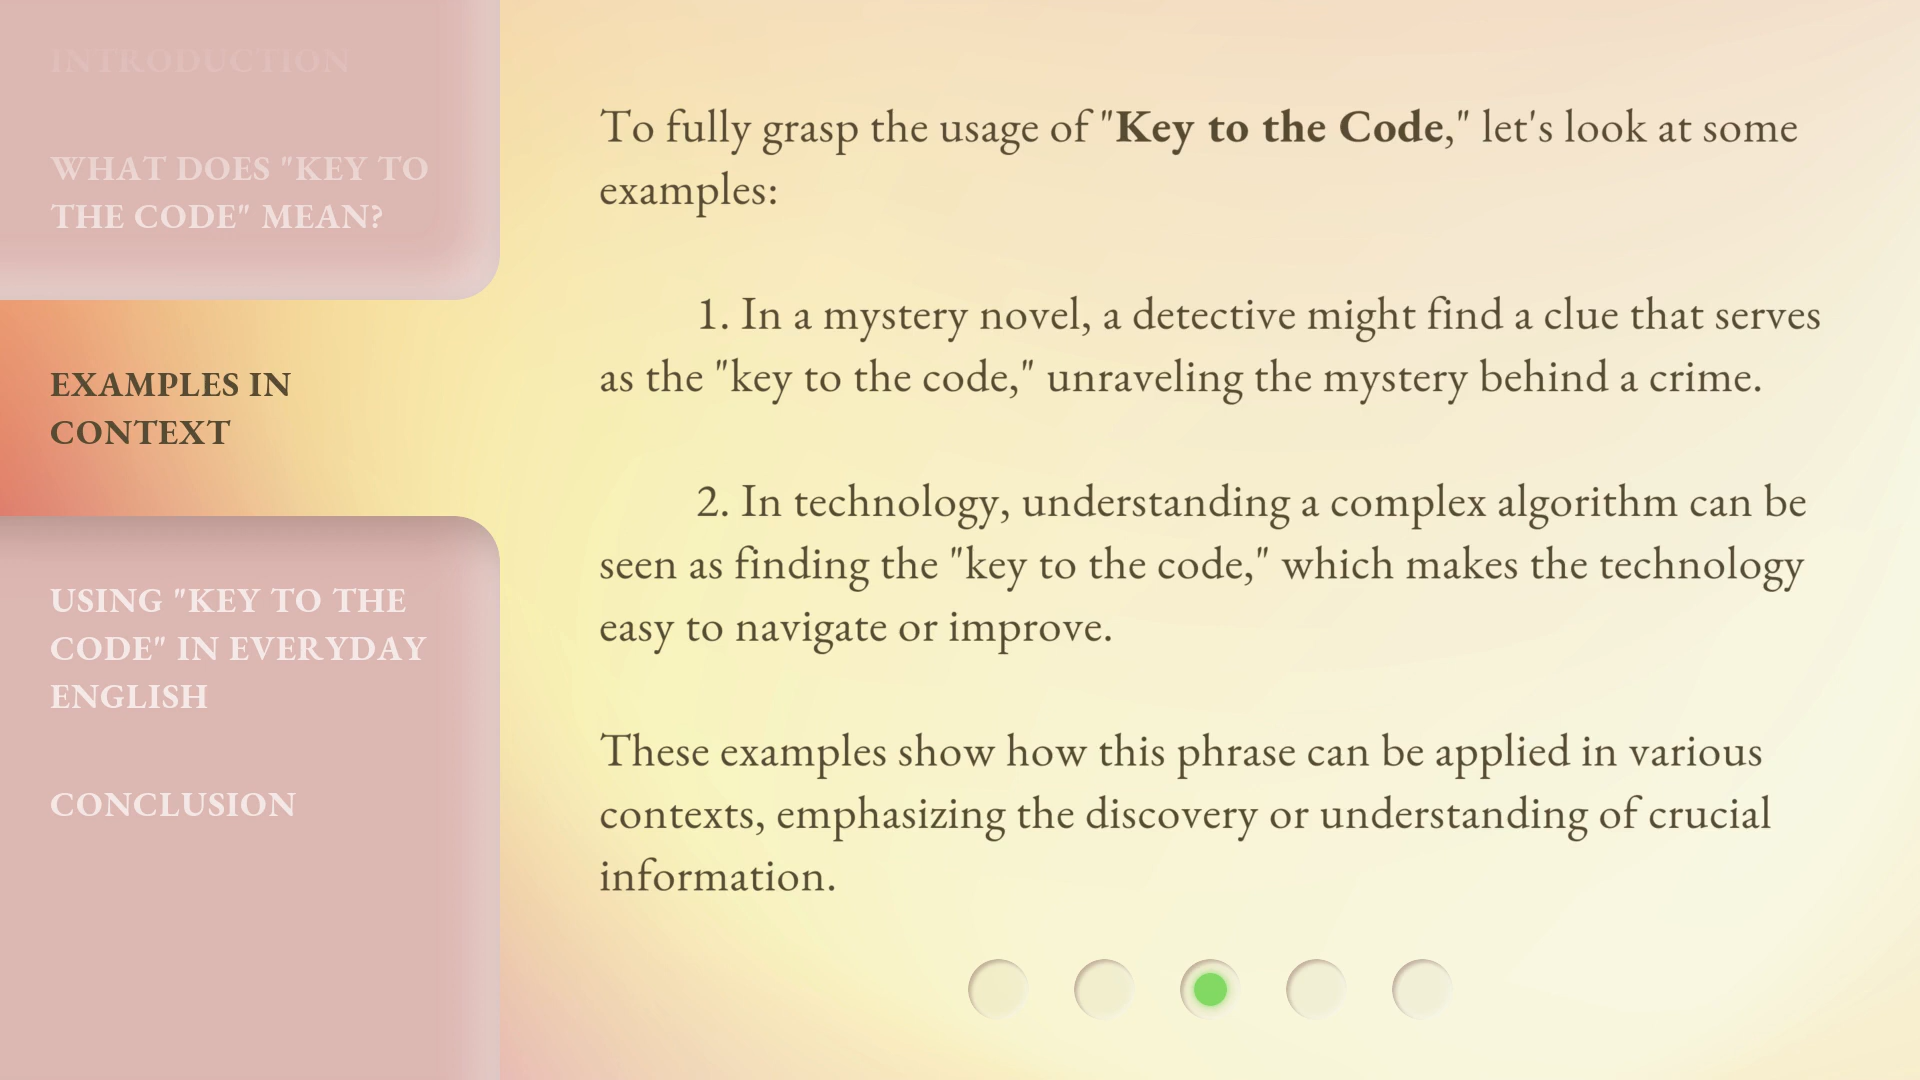 INTRODUCTION
WHAT DOES "KEY TO
THE CODE" MEAN?
EXAMPLES IN
CONTEXT
USING "KEY TO THE
CODE" IN EVERYDAY
ENGLISH
CONCLUSION
To fully grasp the usage of "Key to the Code," let's look at some
examples:
1. In a mystery novel, a detective might find a clue that serves
as the "key to the code," unraveling the mystery behind a crime.
2. In technology, understanding a complex algorithm can be
seen as finding the "key to the code," which makes the technology
easy to navigate or improve.
These examples show how this phrase can be applied in various
contexts, emphasizing the discovery or understanding of crucial
information.